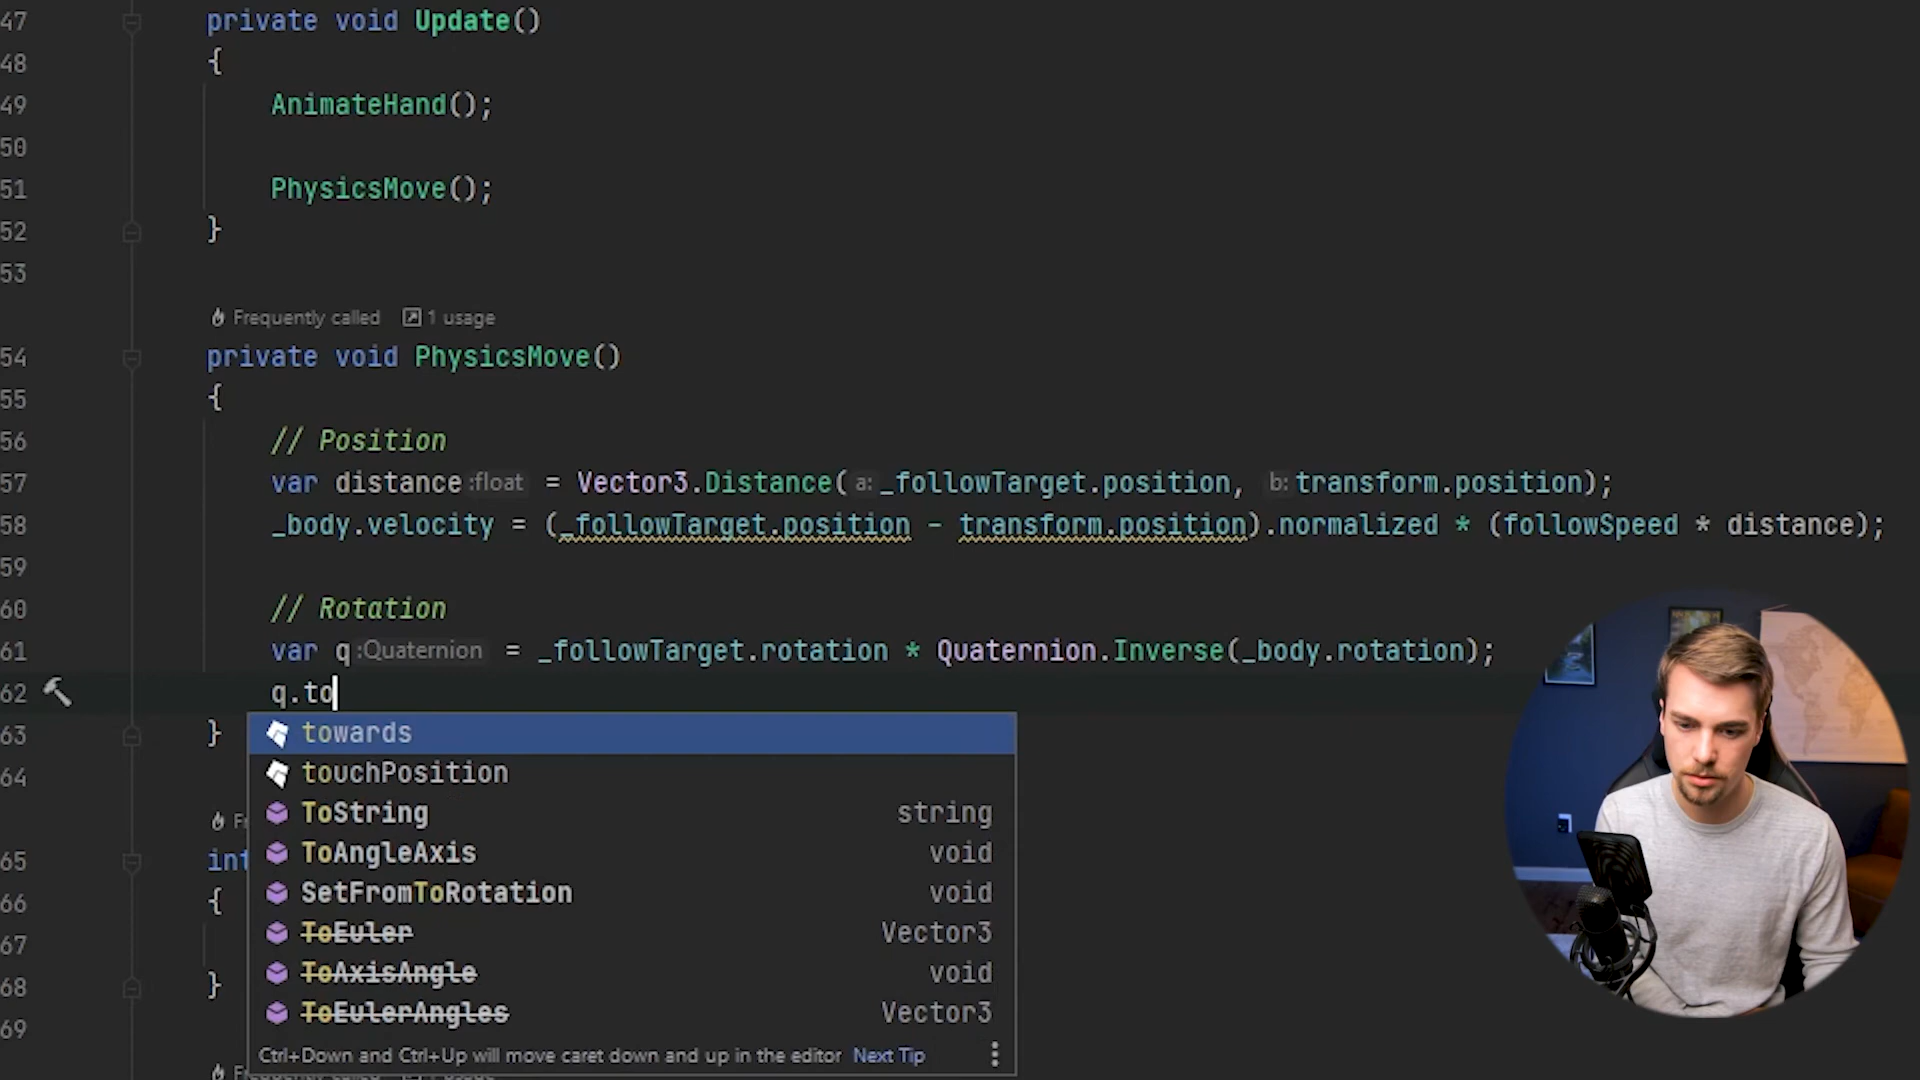 47 private void Update()
48 {
49 AnimateHand();
50
51 PhysicsMove();
52 }
53
Frequently called 1 usage
54 private void PhysicsMove()
55 {
56 // Position
57 var distance :float = Vector3.Distance( a: _followTarget.position, b: transform.position);
58 _body.velocity = (_followTarget.position - transform.position).normalized * (followSpeed * distance);
59
60 // Rotation
61 var q :Quaternion = _followTarget.rotation * Quaternion.Inverse(_body.rotation);
62 q.to
63 }
towards
64
touchPosition
ToString string
65 int
ToAngleAxis void
66 {
SetFromToRotation void
67
ToEuler Vector3
68 }
ToAxisAngle void
69
ToEulerAngles Vector3
Ctrl+Down and Ctrl+Up will move caret down and up in the editor Next Tip